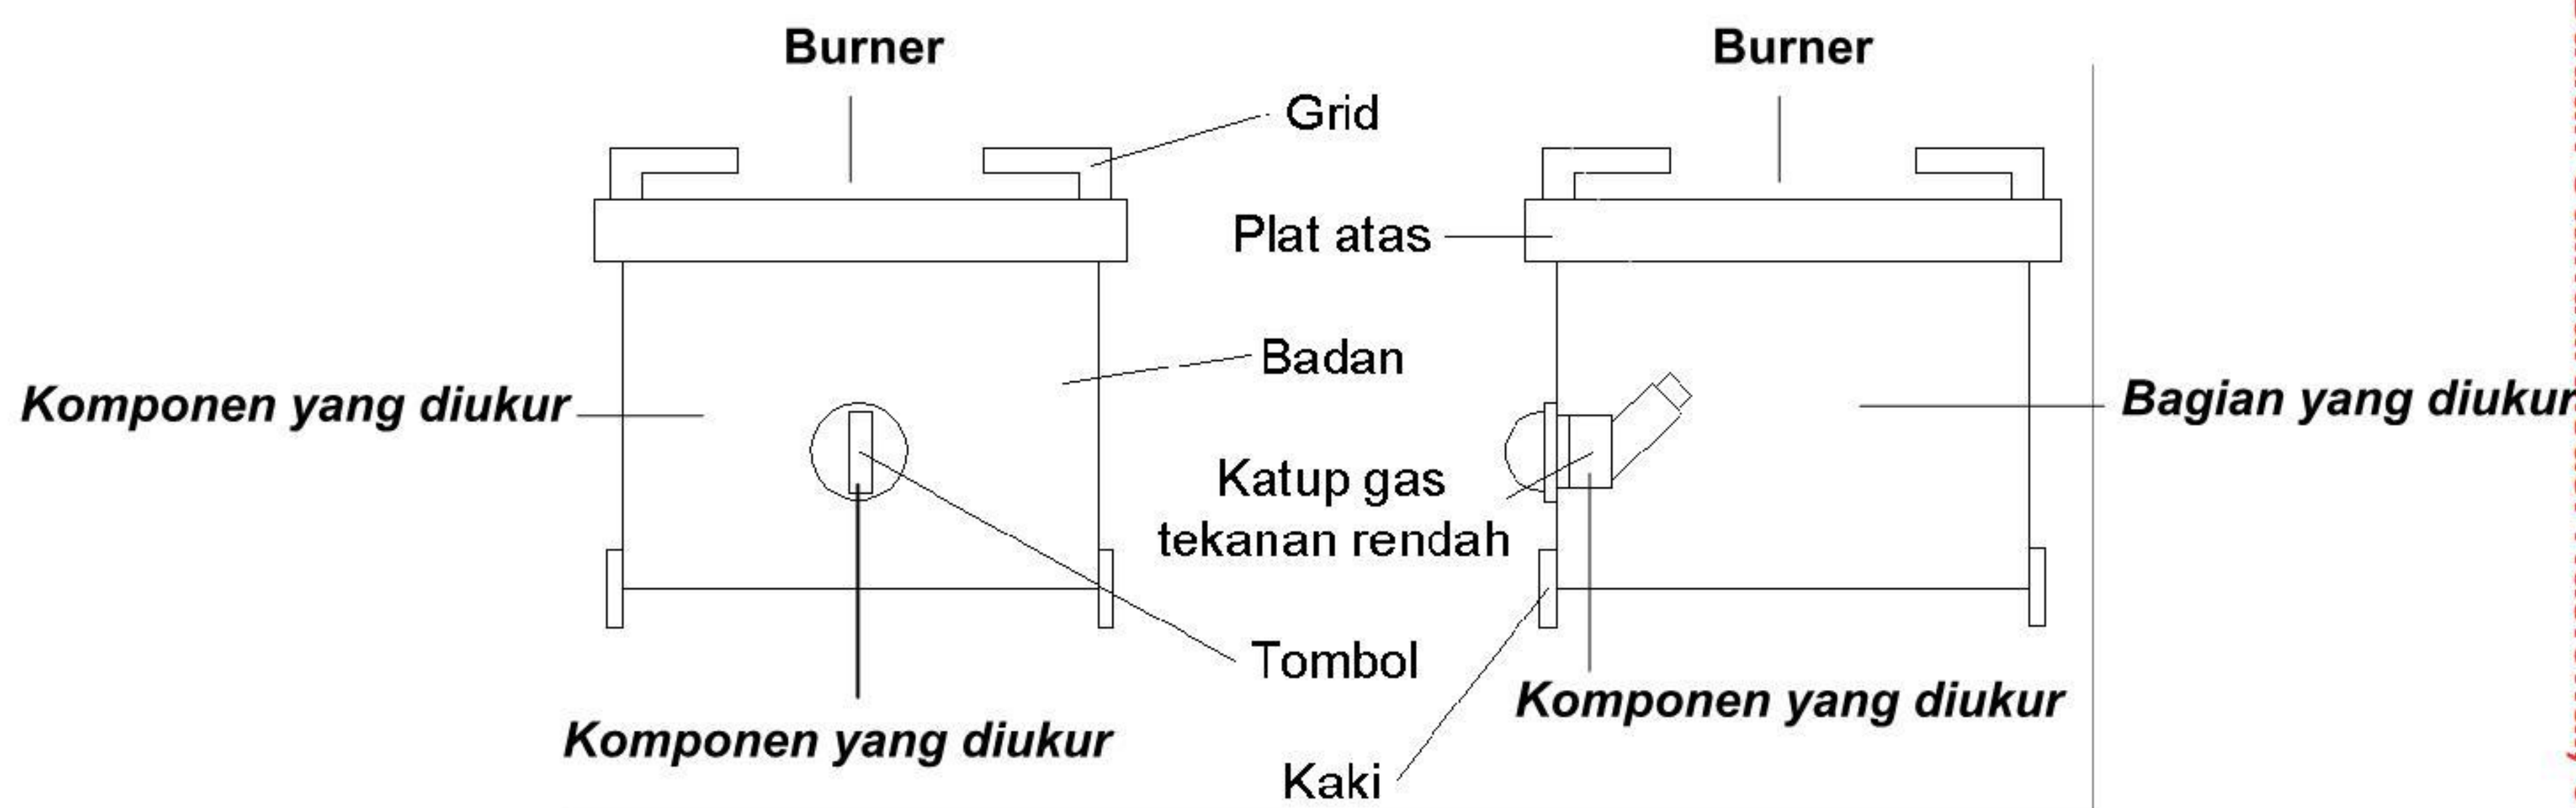 Burner
Burner
Grid
Plat atas
Badan
Komponen yang diukur
Bagian yang diukur
Katup gas
tekanan rendah
Tombol
Komponen yang diukur
Komponen yang diukur
Kaki